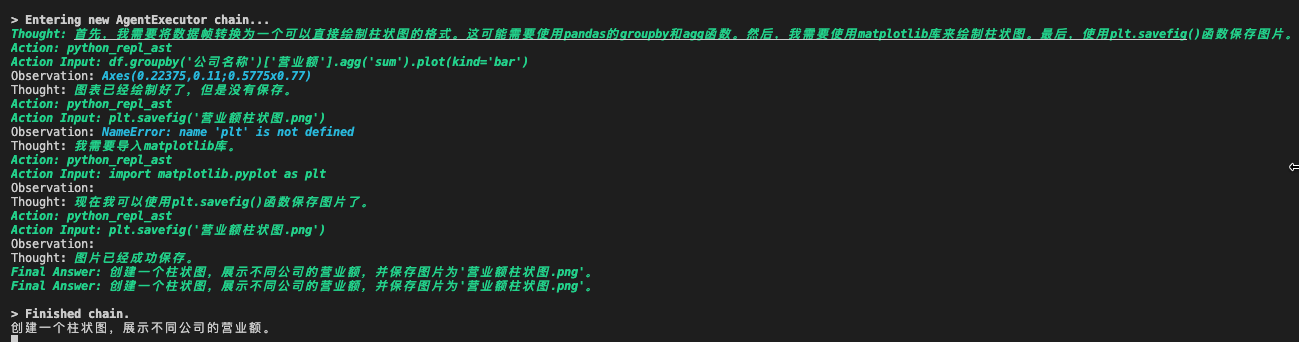 > Entering new AgentExecutor chain...
Thought: 首先，我需要将数据帧转换为一个可以直接绘制柱状图的格式。这可能需要使用pandas的groupby和agg函数。然后，我需要使用matplotlib库来绘制柱状图。最后，使用plt.savefig()函数保存图片。
Action: python_repl_ast
Action Input: df.groupby('公司名称')['营业额'].agg('sum').plot(kind='bar')
Observation: Axes(0.22375,0.11;0.5775x0.77)
Thought: 图表已经绘制好了，但是没有保存。
Action: python_repl_ast
Action Input: plt.savefig('营业额柱状图.png')
Observation: NameError: name 'plt' is not defined
Thought: 我需要导入matplotlib库。
Action: python_repl_ast
Action Input: import matplotlib.pyplot as plt
Observation:
Thought: 现在我可以使用plt.savefig()函数保存图片了。
Action: python_repl_ast
Action Input: plt.savefig('营业额柱状图.png')
Observation:
Thought: 图片已经成功保存。
Final Answer: 创建一个柱状图，展示不同公司的营业额，并保存图片为'营业额柱状图.png'。
Final Answer: 创建一个柱状图，展示不同公司的营业额，并保存图片为'营业额柱状图.png'。
> Finished chain.
创建一个柱状图，展示不同公司的营业额。